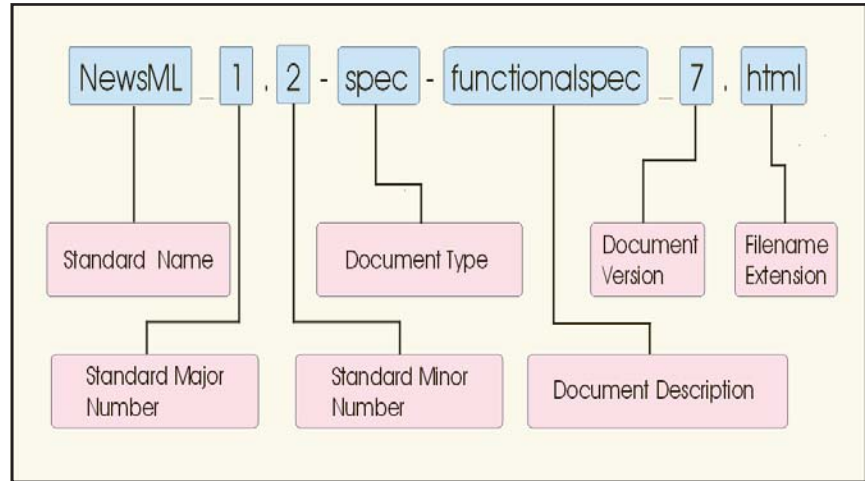 NewsML _ 1 . 2 - spec - functionalspec _ 7 . html
Standard Name
Document Type
Document
Version
Filename
Extension
Standard Major
Number
Standard Minor
Number
Document Description